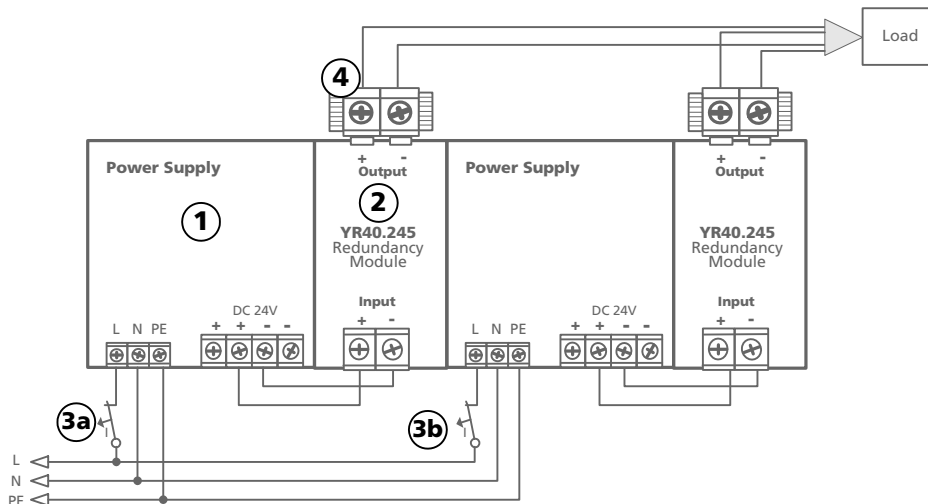 Load
4
+ -
Output
+ -
Output
Power Supply
1
2
YR40.245
Redundancy
Module
Power Supply
YR40.245
Redundancy
Module
Input
+ -
Input
+ -
DC 24V
+ + - -
L N PE
DC 24V
+ + - -
L N PE
3a
I
3b
I
L
N
PE